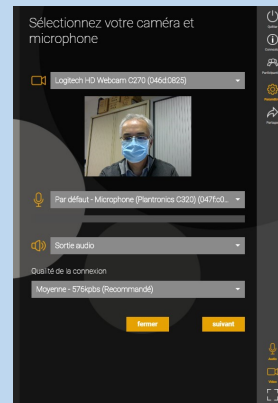 Sélectionnez votre caméra et
microphone
Logitech HD Webcam C270 (046d:0825)
Par défaut - Microphone (Plantronics C320) (047f:c0...
Sortie audio
Qualité de la connexion
Moyenne - 576kpbs (Recommandé)
fermer
suivant